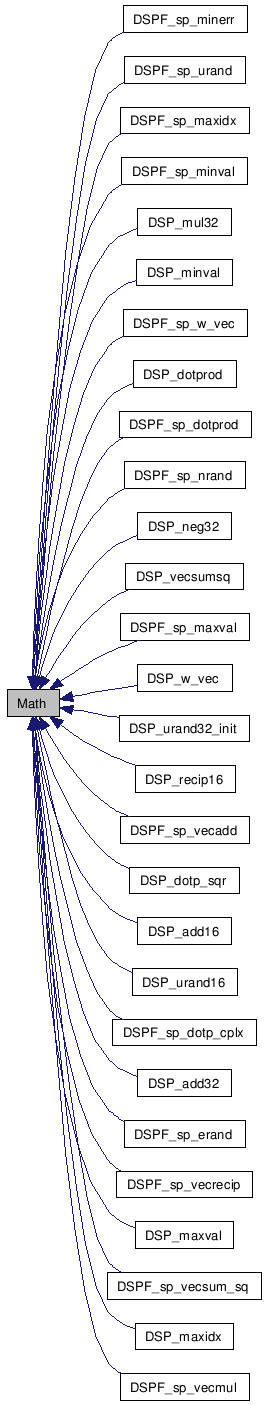 DSPF_sp_minerr
DSPF_sp_urand
DSPF_sp_maxidx
DSPF_sp_minval
DSP_mul32
DSP_minval
DSPF_sp_w_vec
DSP_dotprod
DSPF_sp_dotprod
DSPF_sp_nrand
DSP_neg32
DSP_vecsumsq
DSPF_sp_maxval
DSP_w_vec
Math
DSP_urand32_init
DSP_recip16
DSPF_sp_vecadd
DSP_dotp_sqr
DSP_add16
DSP_urand16
DSPF_sp_dotp_cplx
DSP_add32
DSPF_sp_erand
DSPF_sp_vecrecip
DSP_maxval
DSPF_sp_vecsum_sq
DSP_maxidx
DSPF_sp_vecmul